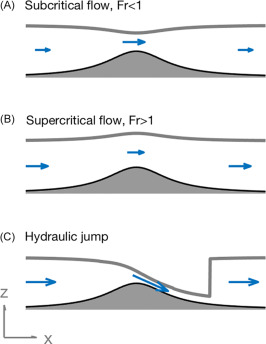 (A) Subcritical flow, Fr<1
(B) Supercritical flow, Fr>1
(C) Hydraulic jump
Z
X